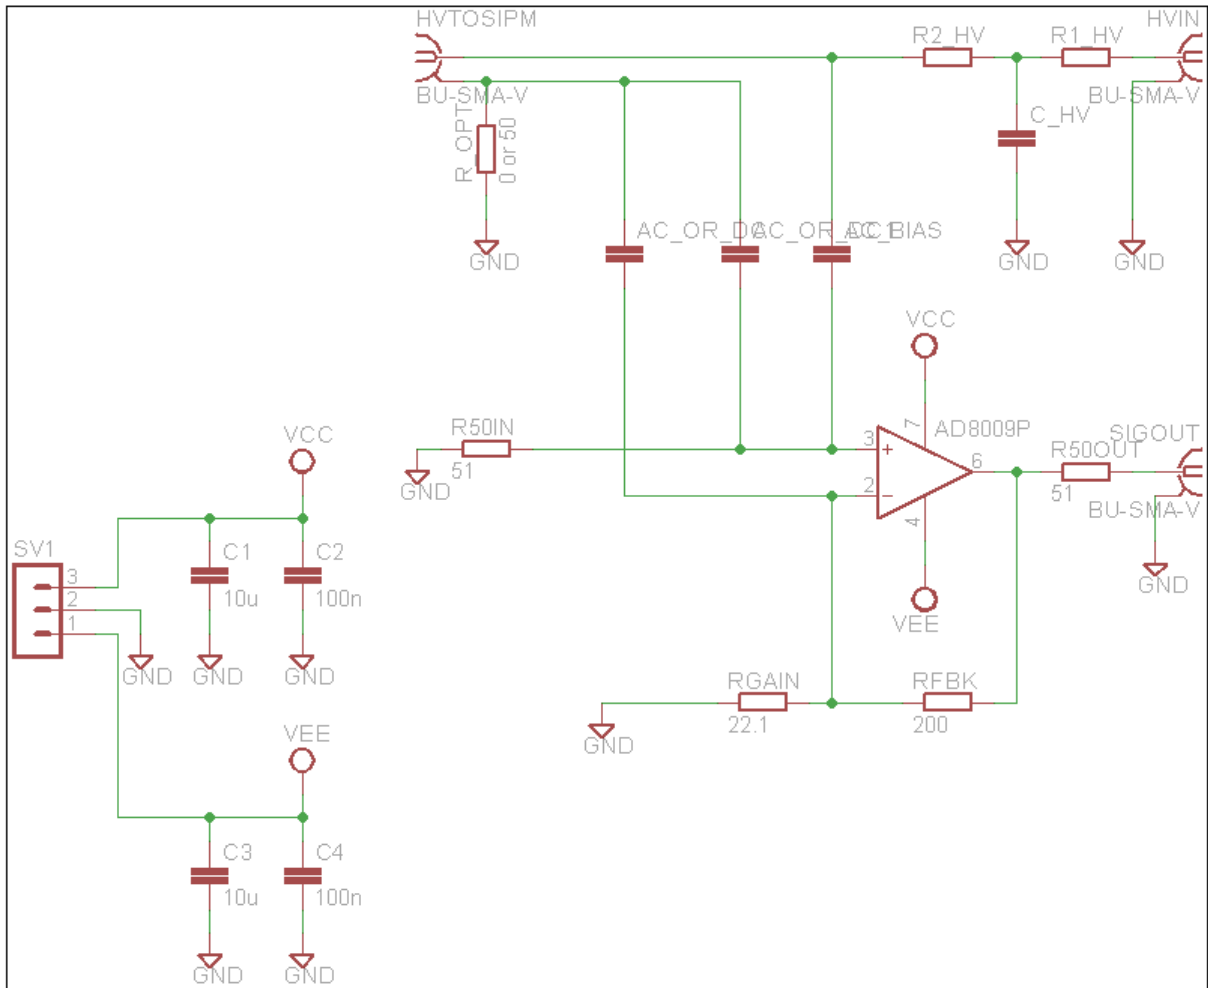 HVTOSIPM
HVIN
R2_HV
R1_HV
BU-SMA-V
BU-SMA-V
C_HV
R_OPT
0 or 50
GND
GND
GND
AC_OR_DC
AC_OR_DC1
AC_BIAS
VCC
R50IN
51
GND
3
2
7
4
6
AD8009P
SIGOUT
R50OUT
51
BU-SMA-V
GND
VEE
VCC
SV1
3
2
1
C1
10u
C2
100n
GND
GND
GND
RGAIN
22.1
RFBK
200
GND
VEE
C3
10u
C4
100n
GND
GND